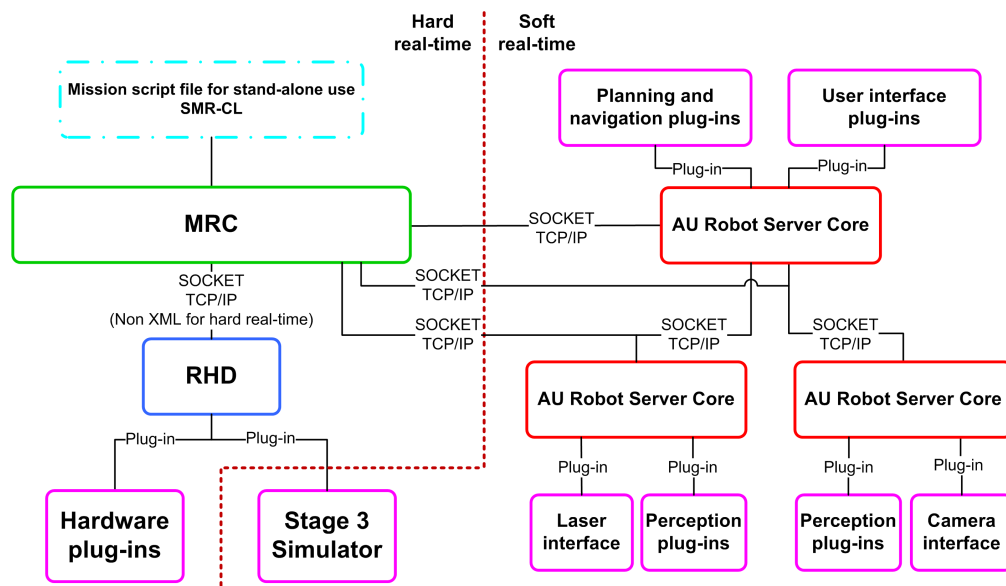 Hard
real-time
Soft
real-time
Mission script file for stand-alone use
SMR-CL
Planning and
navigation plug-ins
User interface
plug-ins
Plug-in
Plug-in
MRC
SOCKET
TCP/IP
AU Robot Server Core
SOCKET
TCP/IP
(Non XML for hard real-time)
SOCKET
TCP/IP
SOCKET
TCP/IP
SOCKET
TCP/IP
SOCKET
TCP/IP
RHD
AU Robot Server Core
AU Robot Server Core
Plug-in
Plug-in
Plug-in
Plug-in
Plug-in
Plug-in
Hardware
plug-ins
Stage 3
Simulator
Laser
interface
Perception
plug-ins
Perception
plug-ins
Camera
interface